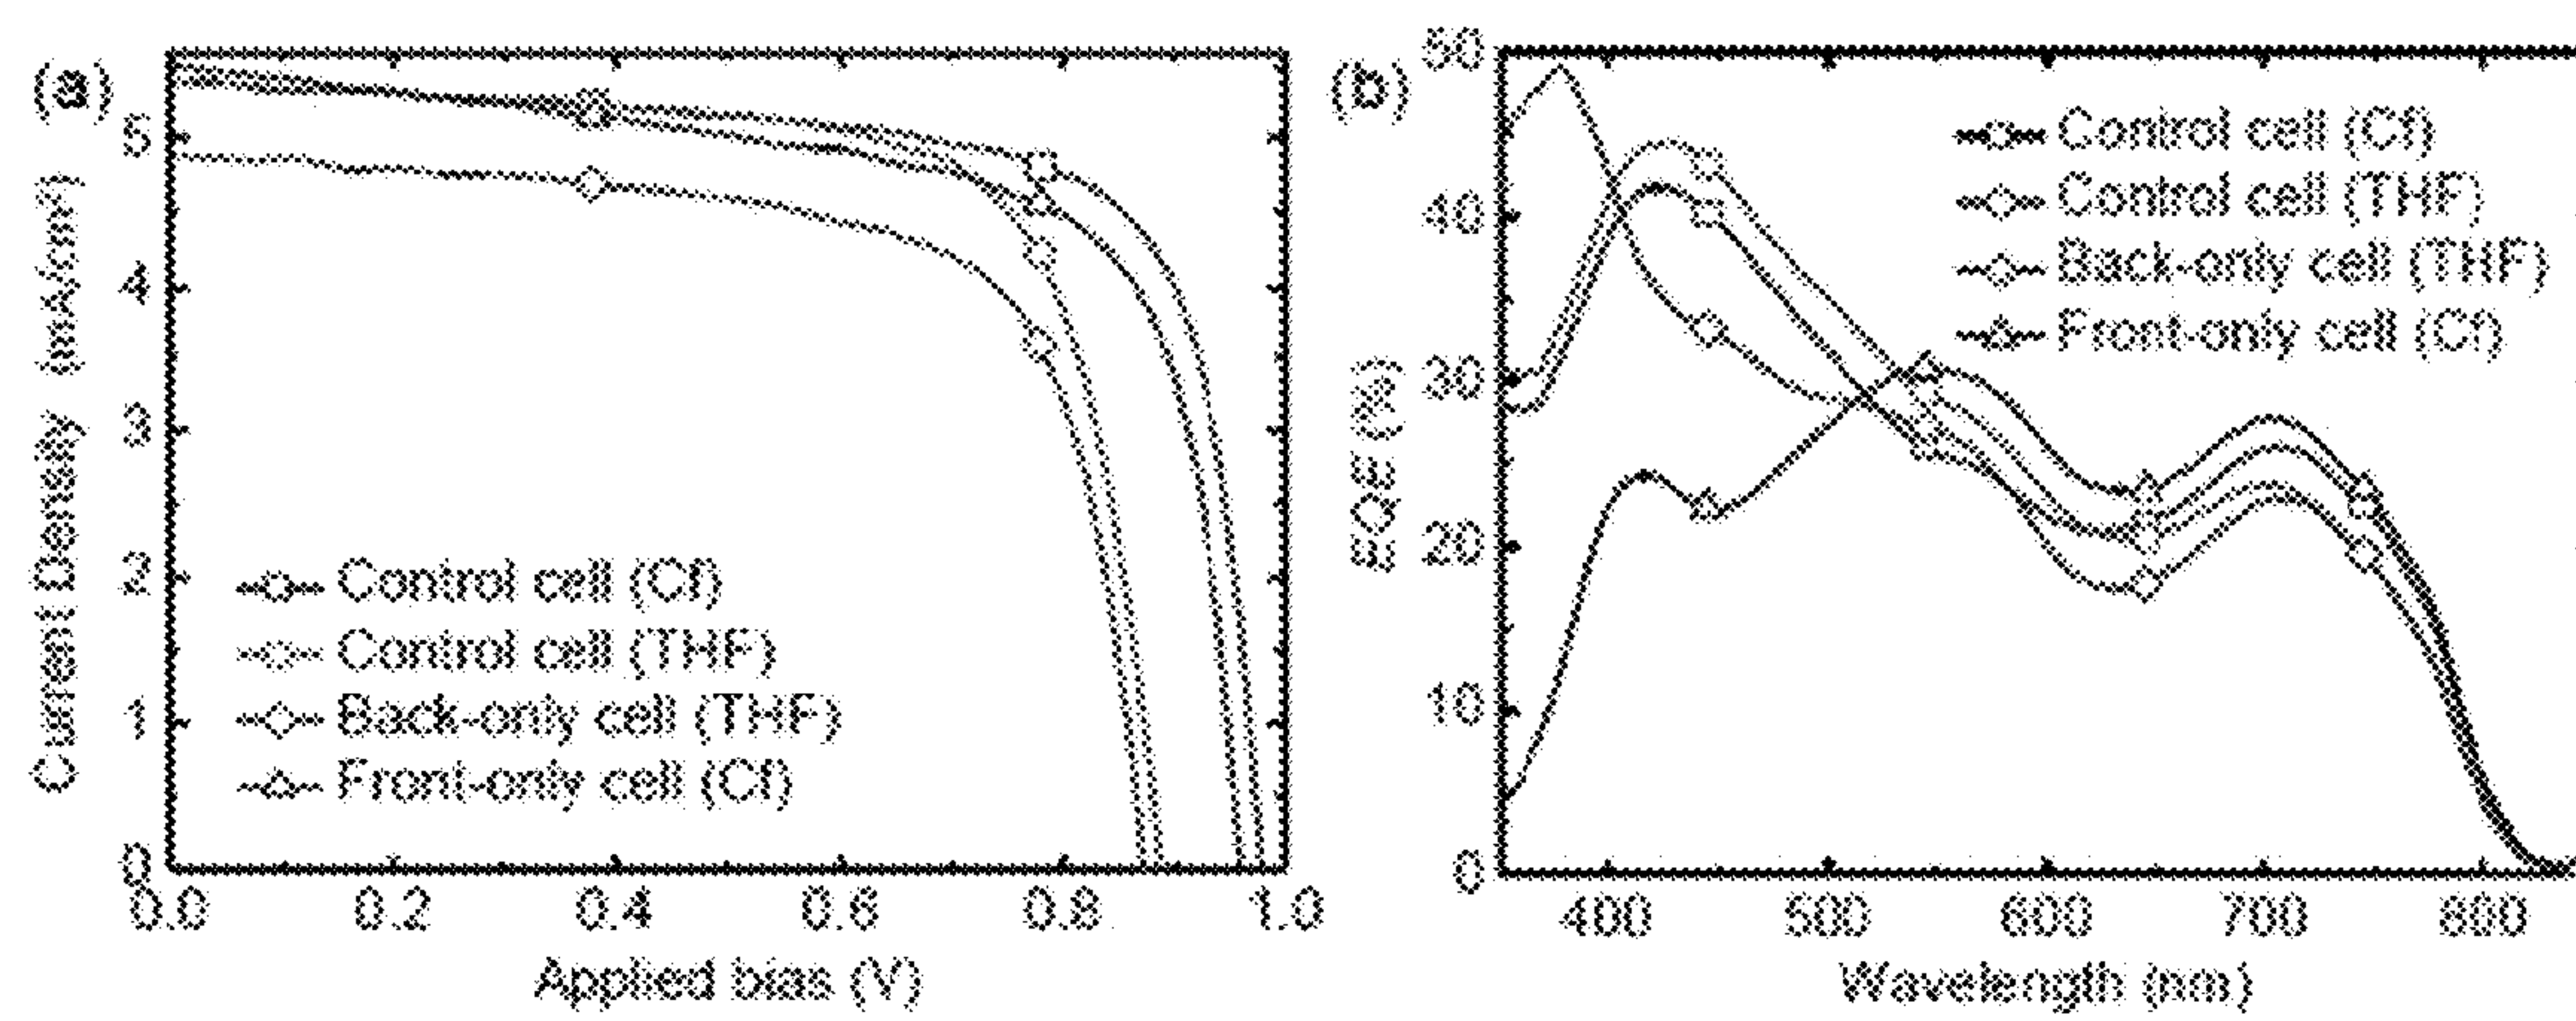 (a)
Current Density (mA/cm²)
5
4
3
2
1
0
Control cell (Cf)
Control cell (THF)
Back-only cell (THF)
Front-only cell (Cf)
0.0 0.2 0.4 0.6 0.8 1.0
Applied bias (V)
(b)
EQE (%)
50
40
30
20
10
0
Control cell (Cf)
Control cell (THF)
Back-only cell (THF)
Front-only cell (Cf)
400 500 600 700 800
Wavelength (nm)